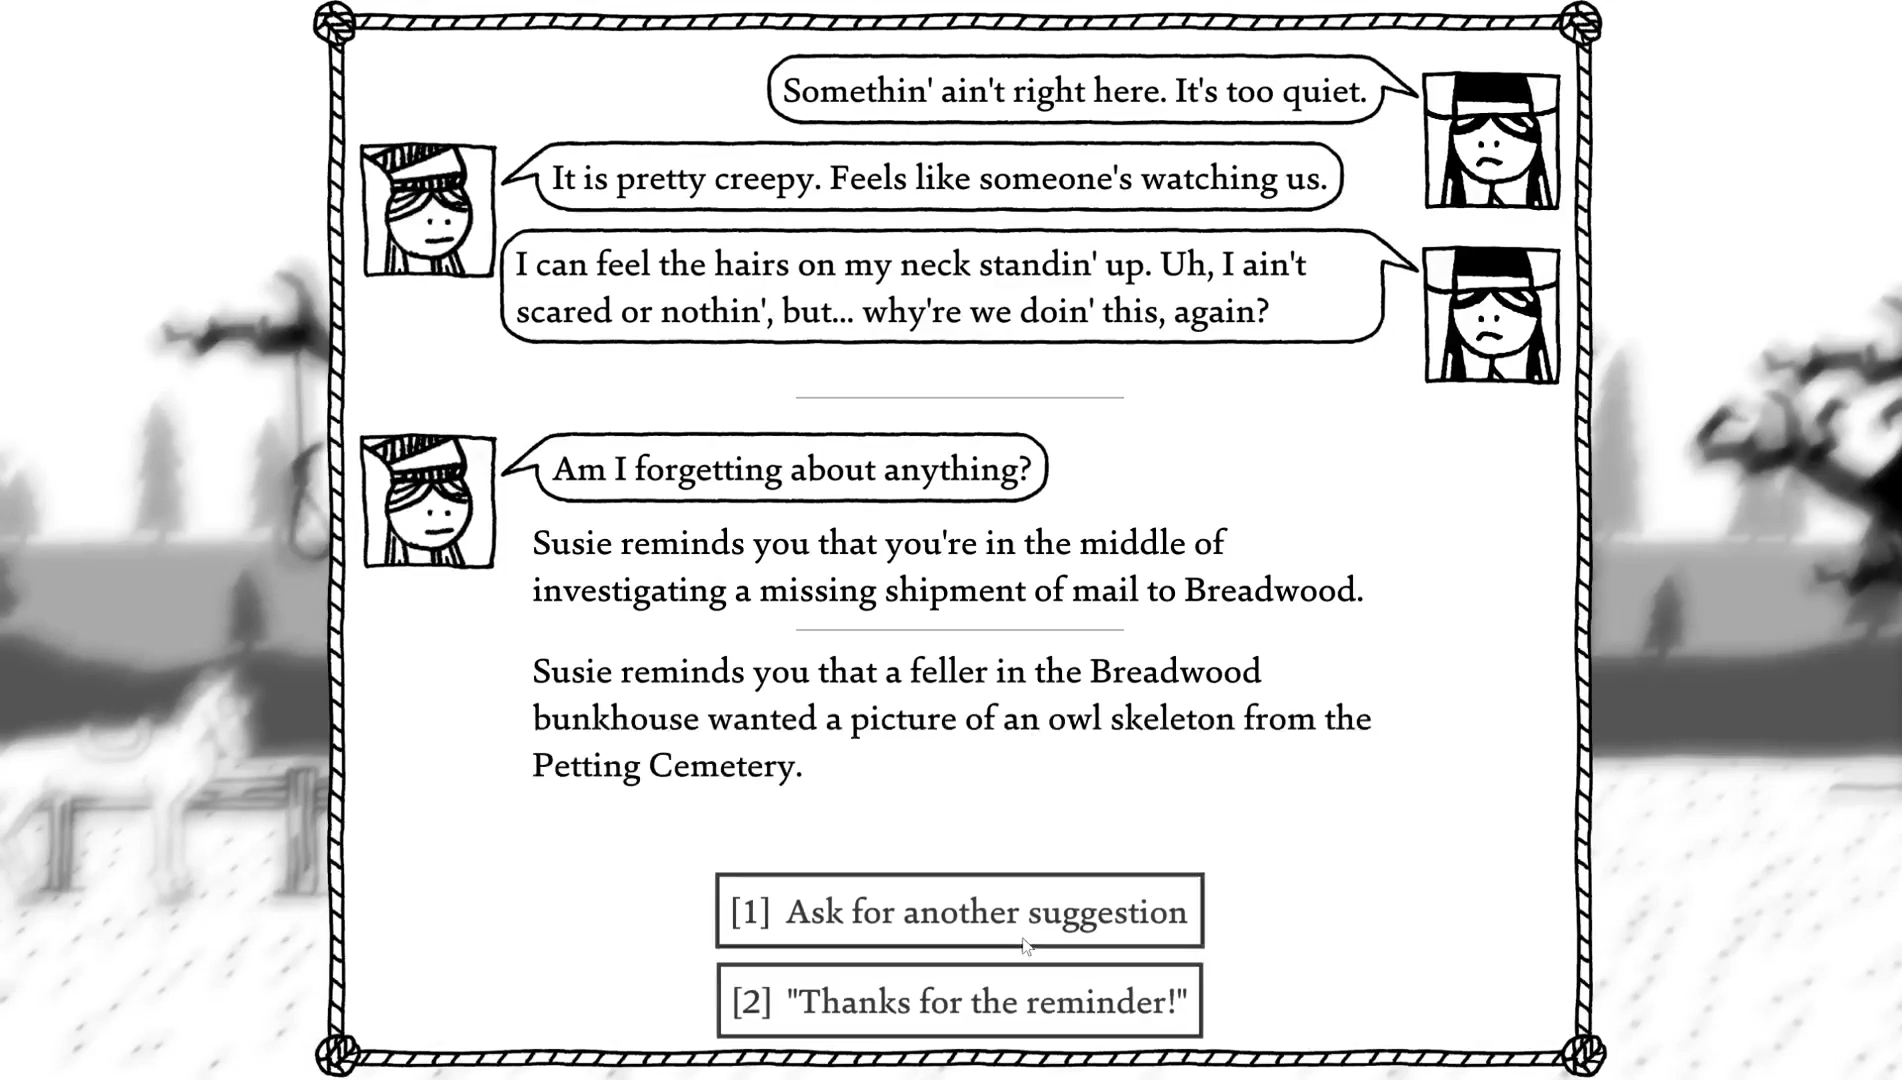 Somethin' ain't right here. It's too quiet.
It is pretty creepy. Feels like someone's watching us.
I can feel the hairs on my neck standin' up. Uh, I ain't
scared or nothin', but... why're we doin' this, again?
Am I forgetting about anything?
Susie reminds you that you're in the middle of
investigating a missing shipment of mail to Breadwood.
Susie reminds you that a feller in the Breadwood
bunkhouse wanted a picture of an owl skeleton from the
Petting Cemetery.
[1] Ask for another suggestion
[2] "Thanks for the reminder!"